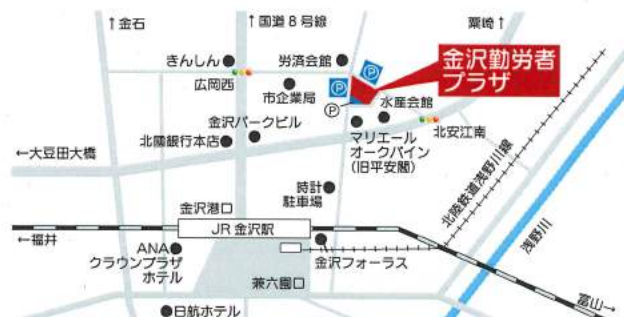 ↑金石
↑国道8号線
粟崎↑
きんしん
労済会館
P
金沢勤労者
プラザ
広岡西
市企業局
P
P
水産会館
金沢パークビル
北陸銀行本店
マリエール
オークパイン
(旧平安閣)
北安江南
←大豆田大橋
北陸鉄道浅野川線
時計
駐車場
金沢港口
JR 金沢駅
浅野川
←福井
ANA
クラウンプラザ
ホテル
金沢フォーラス
兼六園口
富山→
日航ホテル